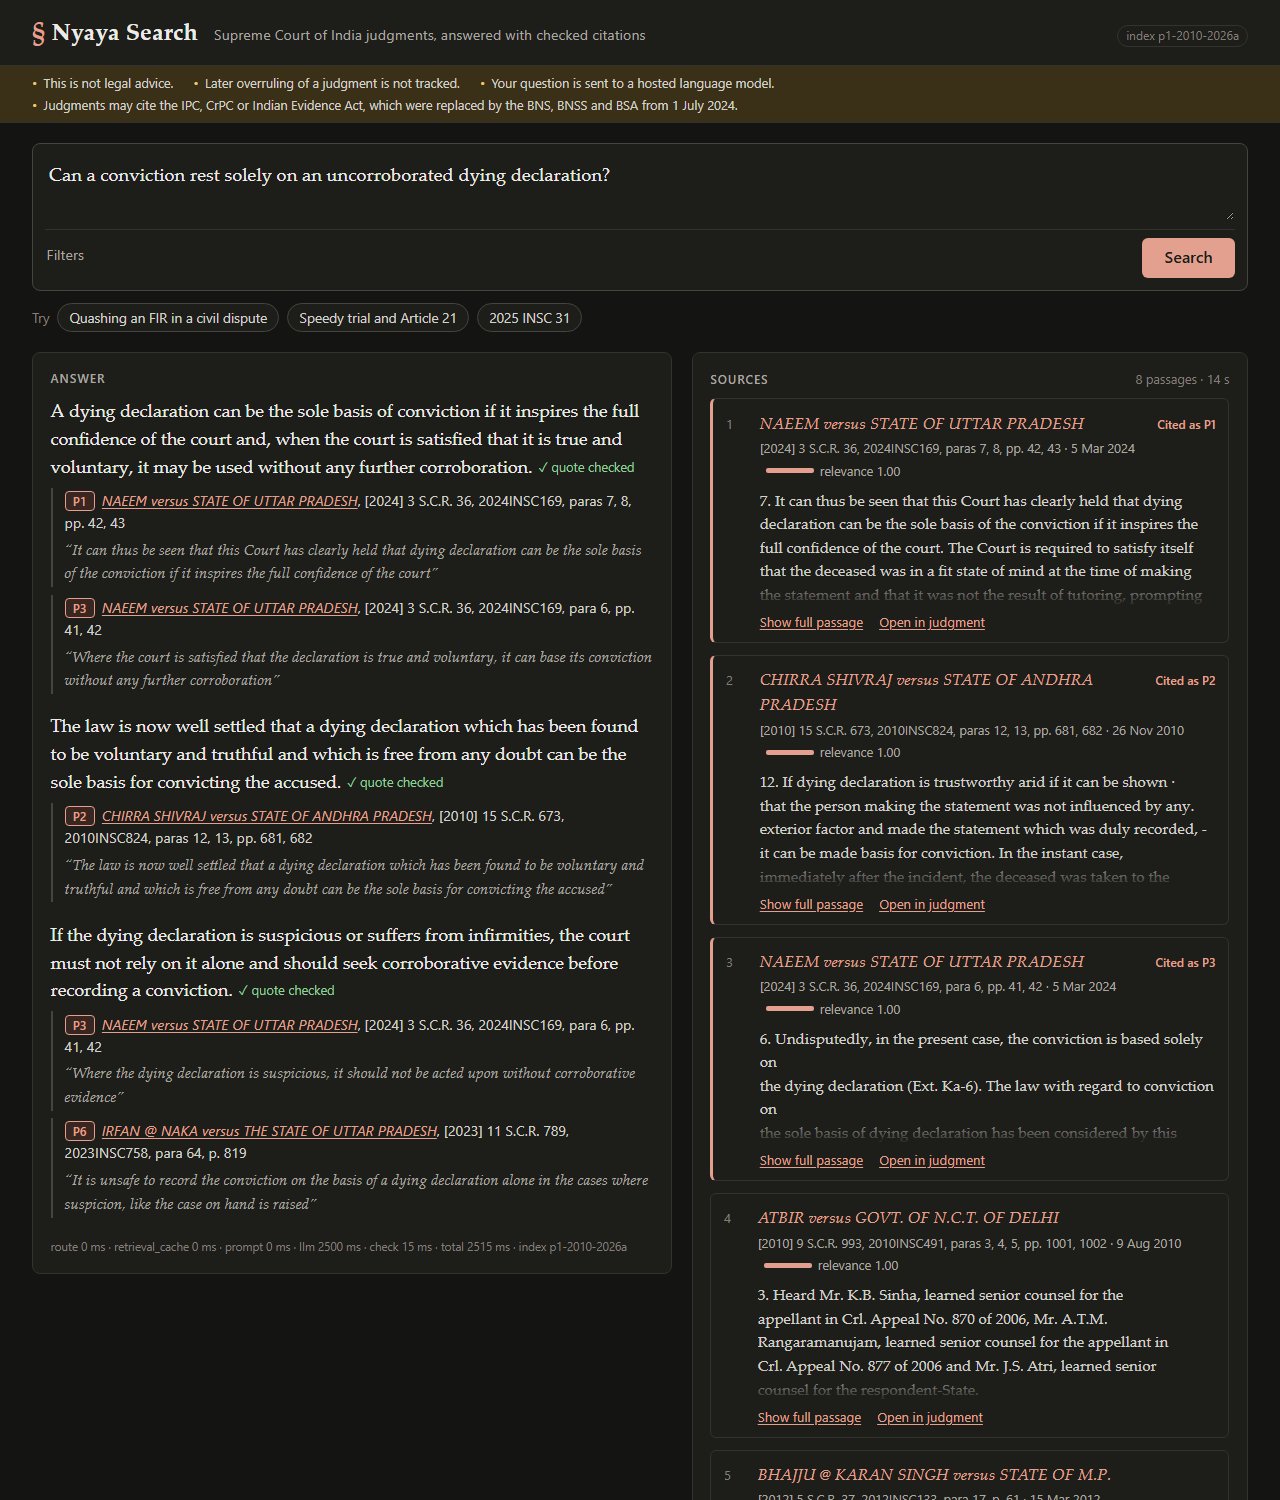 § Nyaya Search Supreme Court of India judgments, answered with checked citations index p1-2010-2026a
• This is not legal advice. • Later overruling of a judgment is not tracked. • Your question is sent to a hosted language model.
• Judgments may cite the IPC, CrPC or Indian Evidence Act, which were replaced by the BNS, BNSS and BSA from 1 July 2024.
Can a conviction rest solely on an uncorroborated dying declaration?
Filters
Search
Try Quashing an FIR in a civil dispute Speedy trial and Article 21 2025 INSC 31
ANSWER
A dying declaration can be the sole basis of conviction if it inspires the full
confidence of the court and, when the court is satisfied that it is true and
voluntary, it may be used without any further corroboration. ✓ quote checked
P1 NAEEM versus STATE OF UTTAR PRADESH, [2024] 3 S.C.R. 36, 2024INSC169, paras 7, 8,
pp. 42, 43
“It can thus be seen that this Court has clearly held that dying declaration can be the sole basis
of the conviction if it inspires the full confidence of the court”
P3 NAEEM versus STATE OF UTTAR PRADESH, [2024] 3 S.C.R. 36, 2024INSC169, para 6, pp.
41, 42
“Where the court is satisfied that the declaration is true and voluntary, it can base its conviction
without any further corroboration”
The law is now well settled that a dying declaration which has been found
to be voluntary and truthful and which is free from any doubt can be the
sole basis for convicting the accused. ✓ quote checked
P2 CHIRRA SHIVRAJ versus STATE OF ANDHRA PRADESH, [2010] 15 S.C.R. 673,
2010INSC824, paras 12, 13, pp. 681, 682
“The law is now well settled that a dying declaration which has been found to be voluntary and
truthful and which is free from any doubt can be the sole basis for convicting the accused”
If the dying declaration is suspicious or suffers from infirmities, the court
must not rely on it alone and should seek corroborative evidence before
recording a conviction. ✓ quote checked
P3 NAEEM versus STATE OF UTTAR PRADESH, [2024] 3 S.C.R. 36, 2024INSC169, para 6, pp.
41, 42
“Where the dying declaration is suspicious, it should not be acted upon without corroborative
evidence”
P6 IRFAN @ NAKA versus THE STATE OF UTTAR PRADESH, [2023] 11 S.C.R. 789,
2023INSC758, para 64, p. 819
“It is unsafe to record the conviction on the basis of a dying declaration alone in the cases where
suspicion, like the case on hand is raised”
route 0 ms · retrieval_cache 0 ms · prompt 0 ms · llm 2500 ms · check 15 ms · total 2515 ms · index p1-2010-2026a
SOURCES 8 passages · 14 s
1 NAEEM versus STATE OF UTTAR PRADESH Cited as P1
[2024] 3 S.C.R. 36, 2024INSC169, paras 7, 8, pp. 42, 43 · 5 Mar 2024
relevance 1.00
7. It can thus be seen that this Court has clearly held that dying
declaration can be the sole basis of the conviction if it inspires the
full confidence of the court. The Court is required to satisfy itself
that the deceased was in a fit state of mind at the time of making
the statement and that it was not the result of tutoring, prompting
Show full passage Open in judgment
2 CHIRRA SHIVRAJ versus STATE OF ANDHRA Cited as P2
PRADESH
[2010] 15 S.C.R. 673, 2010INSC824, paras 12, 13, pp. 681, 682 · 26 Nov 2010
relevance 1.00
12. If dying declaration is trustworthy arid if it can be shown ·
that the person making the statement was not influenced by any.
exterior factor and made the statement which was duly recorded, -
it can be made basis for conviction. In the instant case,
immediately after the incident, the deceased was taken to the
Show full passage Open in judgment
3 NAEEM versus STATE OF UTTAR PRADESH Cited as P3
[2024] 3 S.C.R. 36, 2024INSC169, para 6, pp. 41, 42 · 5 Mar 2024
relevance 1.00
6. Undisputedly, in the present case, the conviction is based solely
on
the dying declaration (Ext. Ka-6). The law with regard to conviction
on
the sole basis of dying declaration has been considered by this
Show full passage Open in judgment
4 ATBIR versus GOVT. OF N.C.T. OF DELHI
[2010] 9 S.C.R. 993, 2010INSC491, paras 3, 4, 5, pp. 1001, 1002 · 9 Aug 2010
relevance 1.00
3. Heard Mr. K.B. Sinha, learned senior counsel for the
appellant in Crl. Appeal No. 870 of 2006, Mr. A.T.M.
Rangaramanujam, learned senior counsel for the appellant in
Crl. Appeal No. 877 of 2006 and Mr. J.S. Atri, learned senior
counsel for the respondent-State.
Show full passage Open in judgment
5 BHAJJU @ KARAN SINGH versus STATE OF M.P.
[2012] 5 S.C.R. 37, 2012INSC133, para 17, p. 61 · 15 Mar 2012